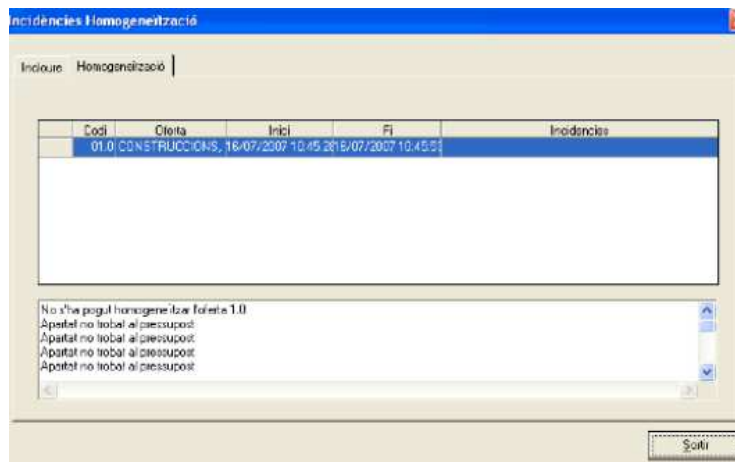 Incidències Homogeneïtzació
Incloure Homogeneïtzació
Codi Oferta Inici Fi Incidencies
01.0 CONSTRUCCIONS, 16/07/2007 10:45:2 16/07/2007 10:45:5
No s'ha pogut homogeneïtzar l'oferta 1.0
Apartat no trobat al pressupost
Apartat no trobat al pressupost
Apartat no trobat al pressupost
Apartat no trobat al pressupost
Sortir